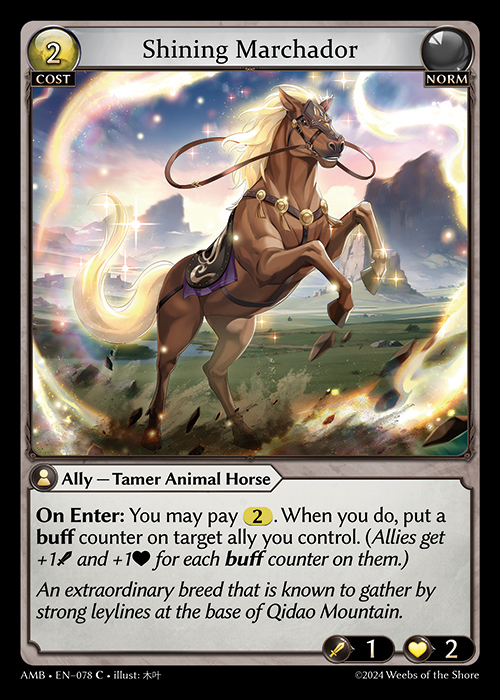 2
Shining Marchador
COST
NORM
Ally — Tamer Animal Horse
On Enter: You may pay 2. When you do, put a
buff counter on target ally you control. (Allies get
+1 and +1 for each buff counter on them.)
An extraordinary breed that is known to gather by
strong leylines at the base of Qidao Mountain.
1
2
AMB • EN-078 C • illust: 木叶
©2024 Weebs of the Shore